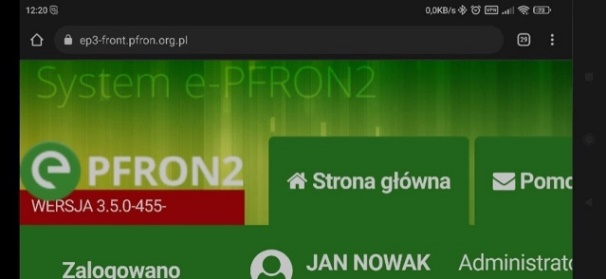 12:20 0,0KB/s
ep3-front.pfron.org.pl 29
System e-PFRON2
e PFRON2
WERSJA 3.5.0-455-
Strona główna Pomo
Zalogowano JAN NOWAK Administrato